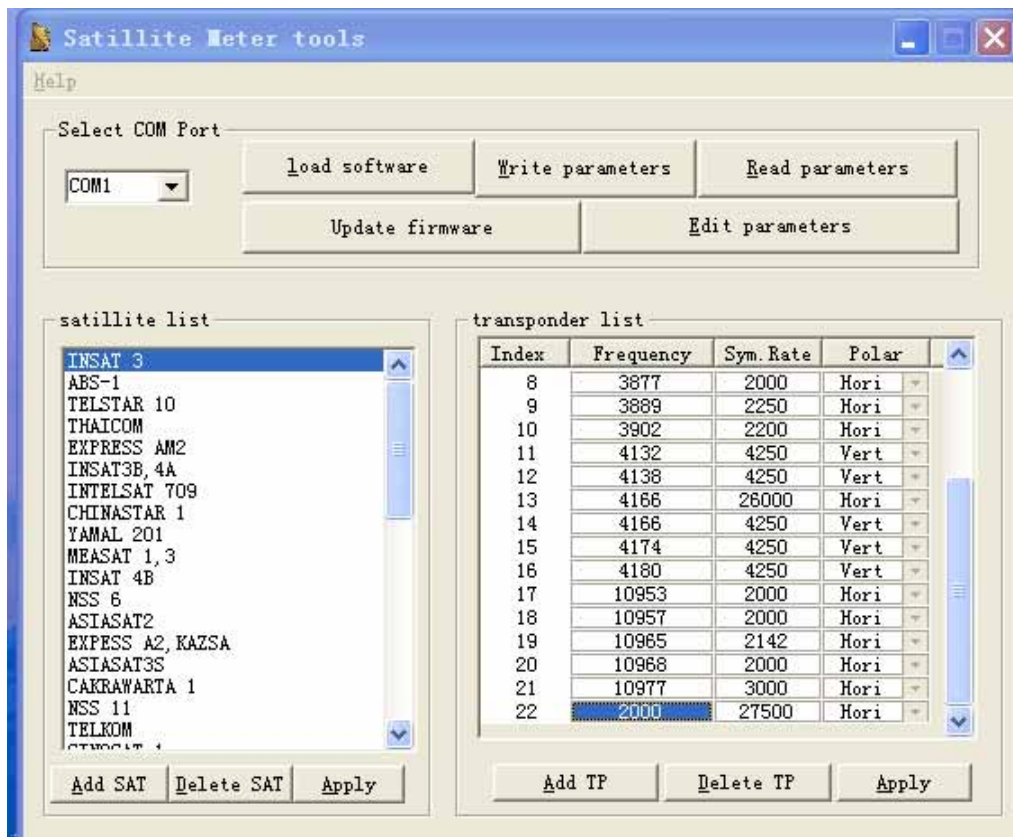 Satillite Meter tools
Help
Select COM Port
COM1
load software
Write parameters
Read parameters
Update firmware
Edit parameters
satillite list
INSAT 3
ABS-1
TELSTAR 10
THAICOM
EXPRESS AM2
INSAT3B, 4A
INTELSAT 709
CHINASTAR 1
YAMAL 201
MEASAT 1, 3
INSAT 4B
NSS 6
ASIASAT2
EXPESS A2, KAZSA
ASIASAT3S
CAKRAWARTA 1
NSS 11
TELKOM
Add SAT Delete SAT Apply
transponder list
Index Frequency Sym. Rate Polar
8 3877 2000 Hori
9 3889 2250 Hori
10 3902 2200 Hori
11 4132 4250 Vert
12 4138 4250 Vert
13 4166 26000 Hori
14 4166 4250 Vert
15 4174 4250 Vert
16 4180 4250 Vert
17 10953 2000 Hori
18 10957 2000 Hori
19 10965 2142 Hori
20 10968 2000 Hori
21 10977 3000 Hori
22 2000 27500 Hori
Add TP Delete TP Apply